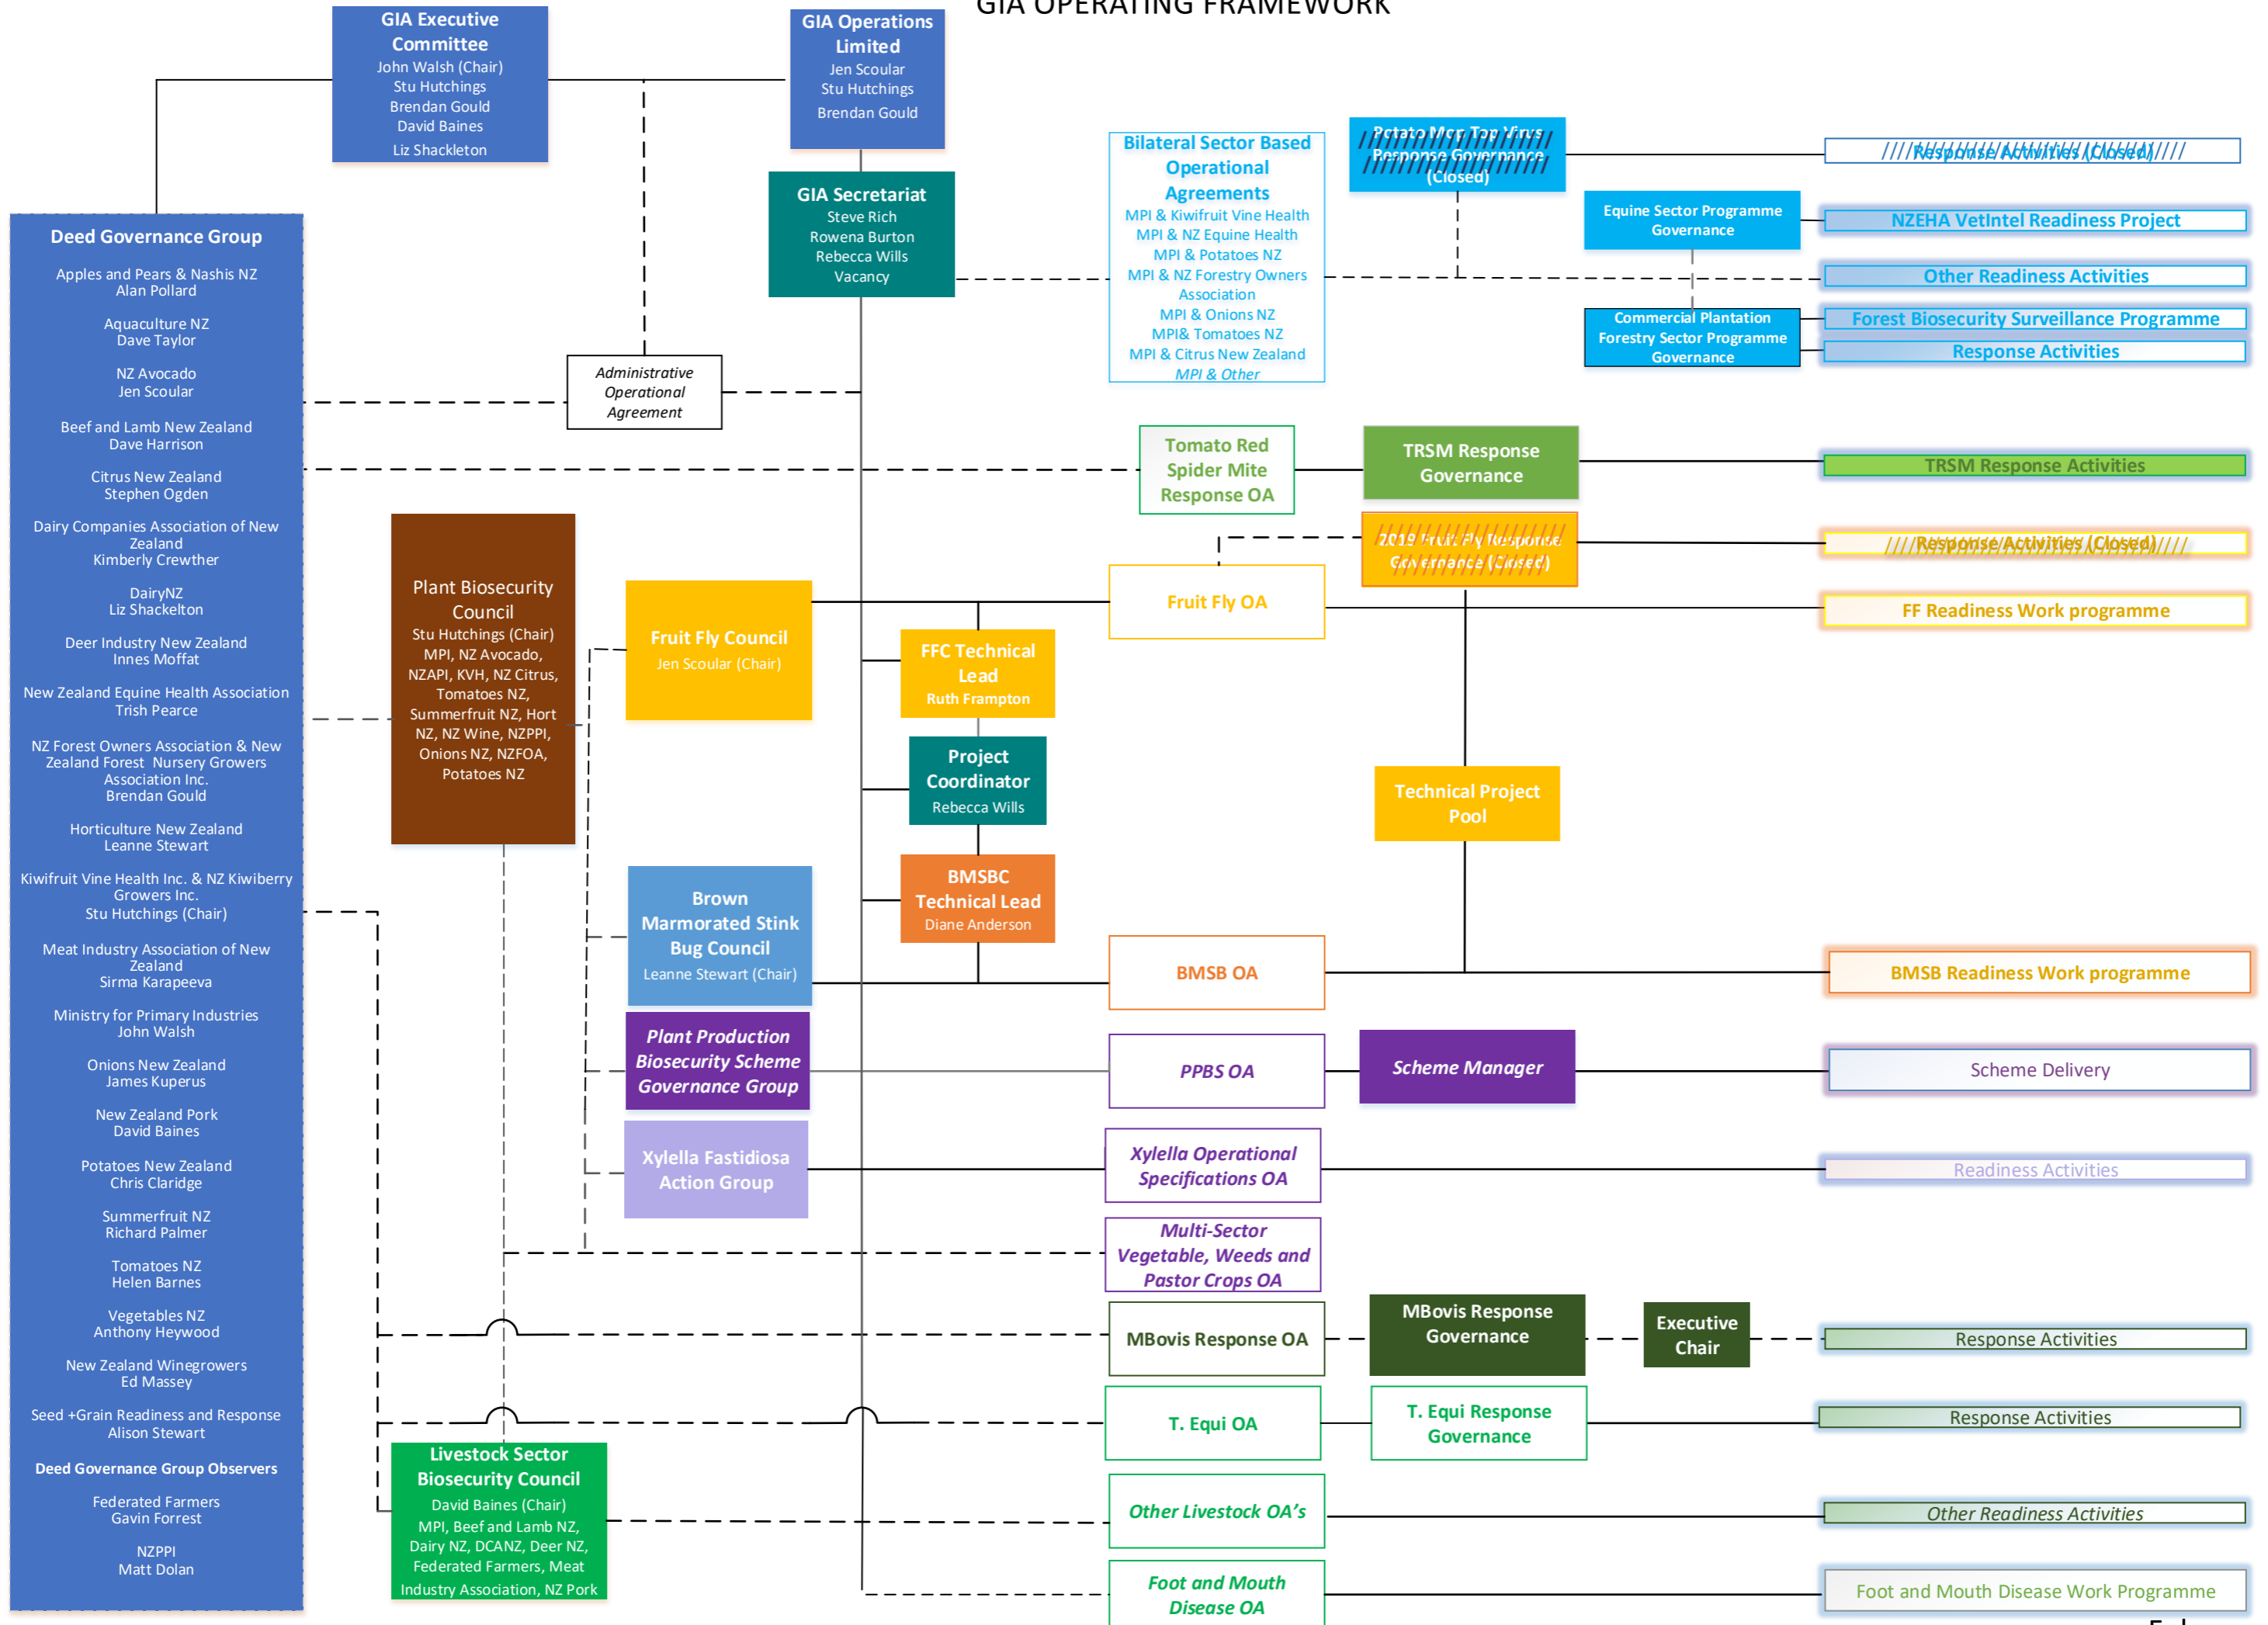 GIA OPERATING FRAMEWORK
GIA Executive
Committee
John Walsh (Chair)
Stu Hutchings
Brendan Gould
David Baines
Liz Shackleton
GIA Operations
Limited
Jen Scoular
Stu Hutchings
Brendan Gould
GIA Secretariat
Steve Rich
Rowena Burton
Rebecca Wills
Vacancy
Administrative
Operational
Agreement
Deed Governance Group
Apples and Pears & Nashis NZ
Alan Pollard
Aquaculture NZ
Dave Taylor
NZ Avocado
Jen Scoular
Beef and Lamb New Zealand
Dave Harrison
Citrus New Zealand
Stephen Ogden
Dairy Companies Association of New
Zealand
Kimberly Crewther
DairyNZ
Liz Shackelton
Deer Industry New Zealand
Innes Moffat
New Zealand Equine Health Association
Trish Pearce
NZ Forest Owners Association & New
Zealand Forest Nursery Growers
Association Inc.
Brendan Gould
Horticulture New Zealand
Leanne Stewart
Kiwifruit Vine Health Inc. & NZ Kiwiberry
Growers Inc.
Stu Hutchings (Chair)
Meat Industry Association of New
Zealand
Sirma Karapeeva
Ministry for Primary Industries
John Walsh
Onions New Zealand
James Kuperus
New Zealand Pork
David Baines
Potatoes New Zealand
Chris Claridge
Summerfruit NZ
Richard Palmer
Tomatoes NZ
Helen Barnes
Vegetables NZ
Anthony Heywood
New Zealand Winegrowers
Ed Massey
Seed +Grain Readiness and Response
Alison Stewart
Deed Governance Group Observers
Federated Farmers
Gavin Forrest
NZPPI
Matt Dolan
Plant Biosecurity
Council
Stu Hutchings (Chair)
MPI, NZ Avocado,
NZAPI, KVH, NZ Citrus,
Tomatoes NZ,
Summerfruit NZ, Hort
NZ, NZ Wine, NZPPI,
Onions NZ, NZFOA,
Potatoes NZ
Livestock Sector
Biosecurity Council
David Baines (Chair)
MPI, Beef and Lamb NZ,
Dairy NZ, DCANZ, Deer NZ,
Federated Farmers, Meat
Industry Association, NZ Pork
Fruit Fly Council
Jen Scoular (Chair)
Brown
Marmorated Stink
Bug Council
Leanne Stewart (Chair)
Plant Production
Biosecurity Scheme
Governance Group
Xylella Fastidiosa
Action Group
FFC Technical
Lead
Ruth Frampton
Project
Coordinator
Rebecca Wills
BMSBC
Technical Lead
Diane Anderson
Bilateral Sector Based
Operational
Agreements
MPI & Kiwifruit Vine Health
MPI & NZ Equine Health
MPI & Potatoes NZ
MPI & NZ Forestry Owners
Association
MPI & Onions NZ
MPI& Tomatoes NZ
MPI & Citrus New Zealand
MPI & Other
Potato Mop Top Virus
Response Governance
(Closed)
Response Activities (Closed)
Equine Sector Programme
Governance
NZEHA VetIntel Readiness Project
Other Readiness Activities
Commercial Plantation
Forestry Sector Programme
Governance
Forest Biosecurity Surveillance Programme
Response Activities
Tomato Red
Spider Mite
Response OA
TRSM Response
Governance
TRSM Response Activities
2019 Fruit Fly Response
Governance (Closed)
Response Activities (Closed)
Fruit Fly OA
FF Readiness Work programme
Technical Project
Pool
BMSB OA
BMSB Readiness Work programme
PPBS OA
Scheme Manager
Scheme Delivery
Xylella Operational
Specifications OA
Readiness Activities
Multi-Sector
Vegetable, Weeds and
Pastor Crops OA
MBovis Response OA
MBovis Response
Governance
Executive
Chair
Response Activities
T. Equi OA
T. Equi Response
Governance
Response Activities
Other Livestock OA's
Other Readiness Activities
Foot and Mouth
Disease OA
Foot and Mouth Disease Work Programme